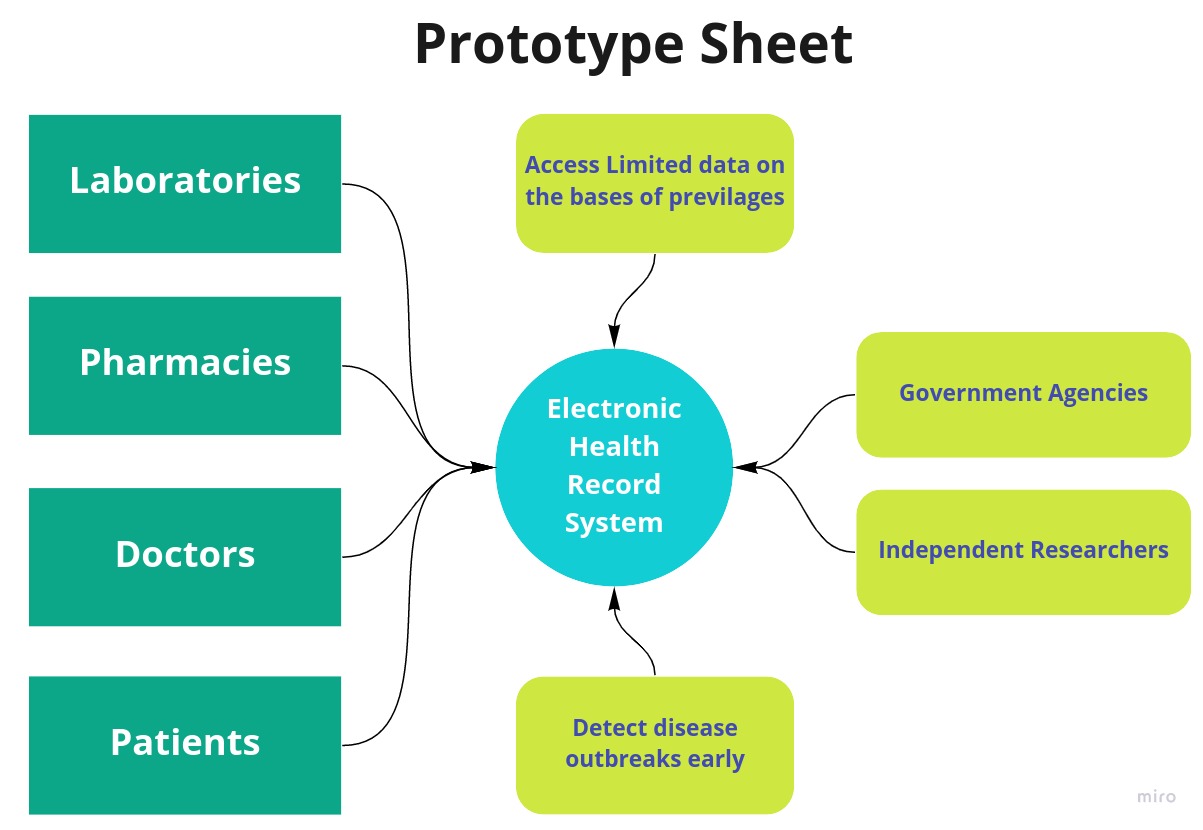 Prototype Sheet
Laboratories
Pharmacies
Doctors
Patients
Access Limited data on
the bases of previlages
Electronic
Health
Record
System
Detect disease
outbreaks early
Government Agencies
Independent Researchers
miro